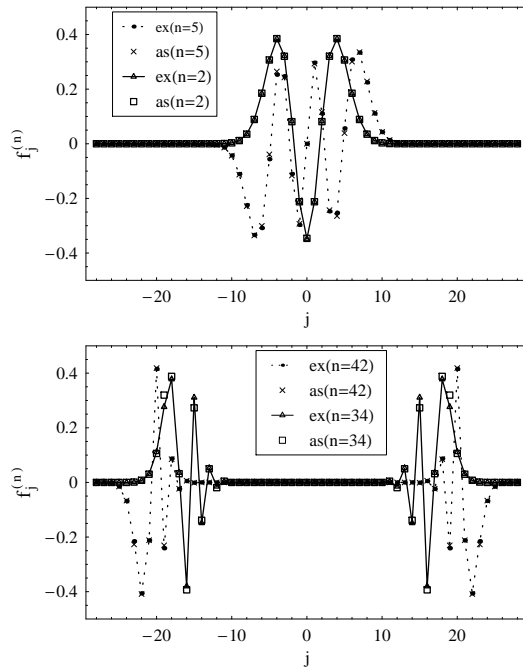 0.4
0.2
0
−0.2
−0.4
f_j^(n)
ex(n=5)
as(n=5)
ex(n=2)
as(n=2)
−20 −10 0 10 20
j
0.4
0.2
0
−0.2
−0.4
f_j^(n)
ex(n=42)
as(n=42)
ex(n=34)
as(n=34)
−20 −10 0 10 20
j